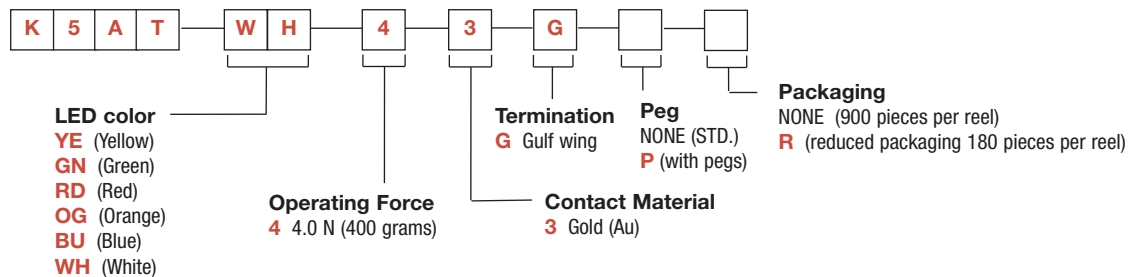 K 5 A T W H 4 3 G
LED color
YE (Yellow)
GN (Green)
RD (Red)
OG (Orange)
BU (Blue)
WH (White)
Operating Force
4 4.0 N (400 grams)
Contact Material
3 Gold (Au)
Termination
G Gulf wing
Peg
NONE (STD.)
P (with pegs)
Packaging
NONE (900 pieces per reel)
R (reduced packaging 180 pieces per reel)